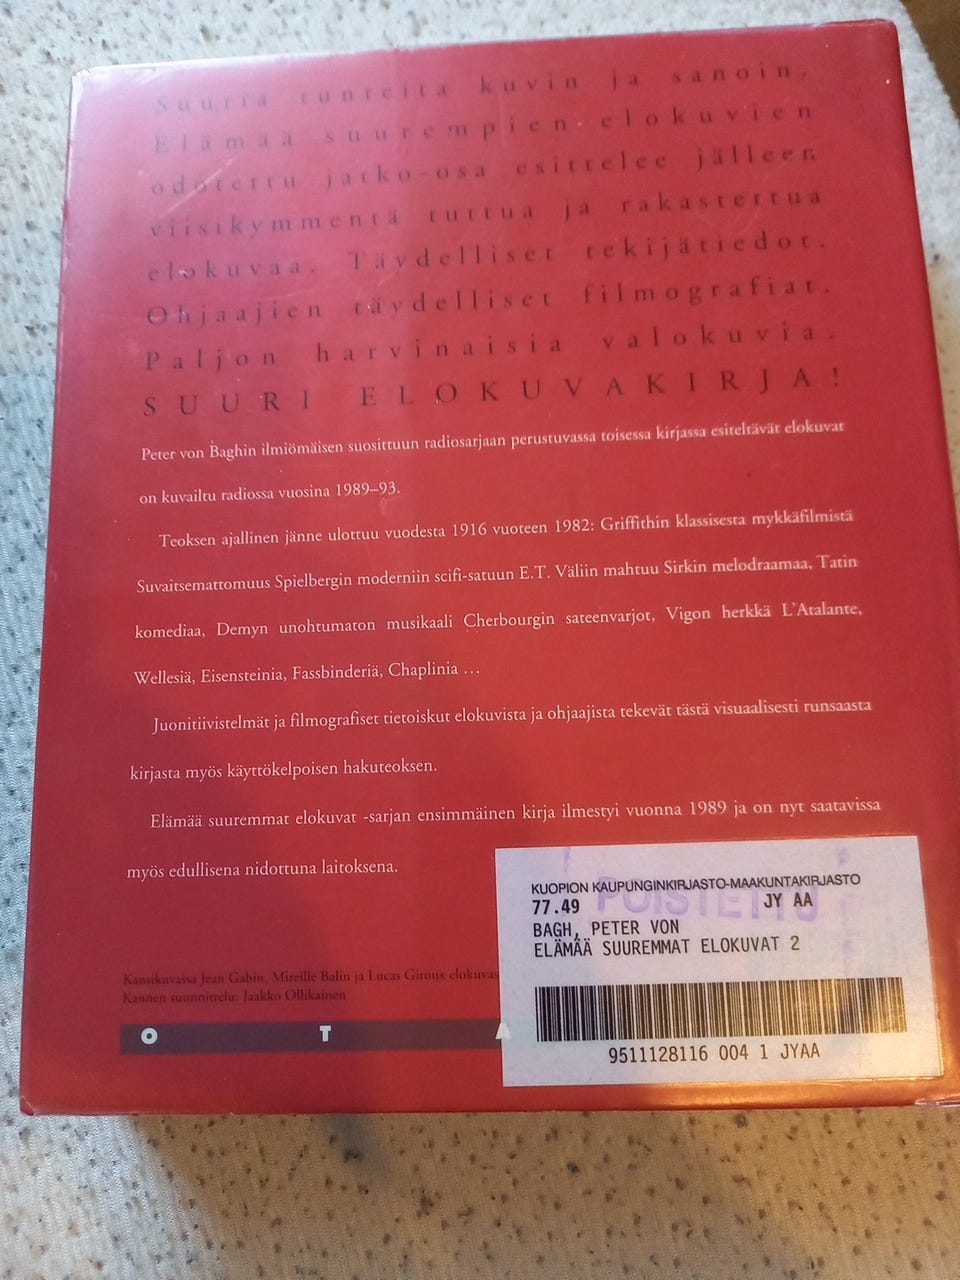 Suuria tunteita kuvin ja sanoin.
Elämää suurempien elokuvien
odotettu jatko-osa esittelee jälleen
viisikymmentä tuttua ja rakastettua
elokuvaa. Täydelliset tekijätiedot.
Ohjaajien täydelliset filmografiat.
Paljon harvinaisia valokuvia.
SUURI ELOKUVAKIRJA!
Peter von Baghin ilmiömäisen suosittuun radiosarjaan perustuvassa toisessa kirjassa esiteltävät elokuvat
on kuvailtu radiossa vuosina 1989–93.
Teoksen ajallinen jänne ulottuu vuodesta 1916 vuoteen 1982: Griffithin klassisesta mykkäfilmistä
Suvaitsemattomuus Spielbergin moderniin scifi-satuun E.T. Väliin mahtuu Sirkin melodraamaa, Tatin
komediaa, Demyn unohtumaton musikaali Cherbourgin sateenvarjot, Vigon herkkä L'Atalante,
Wellesiä, Eisensteinia, Fassbinderiä, Chaplinia ...
Juonitiivistelmät ja filmografiset tietoiskut elokuvista ja ohjaajista tekevät tästä visuaalisesti runsaasta
kirjasta myös käyttökelpoisen hakuteoksen.
Elämää suuremmat elokuvat -sarjan ensimmäinen kirja ilmestyi vuonna 1989 ja on nyt saatavissa
myös edullisena nidottuna laitoksena.
Kansikuvassa Jean Gabin, Mireille Balin ja Lucas Giroux elokuvas
Kannen suunnittelu: Jaakko Ollikainen
O T A
KUOPION KAUPUNGINKIRJASTO-MAAKUNTAKIRJASTO
POISTETTU
77.49 JY AA
BAGH, PETER VON
ELÄMÄÄ SUUREMMAT ELOKUVAT 2
9511128116 004 1 JYAA